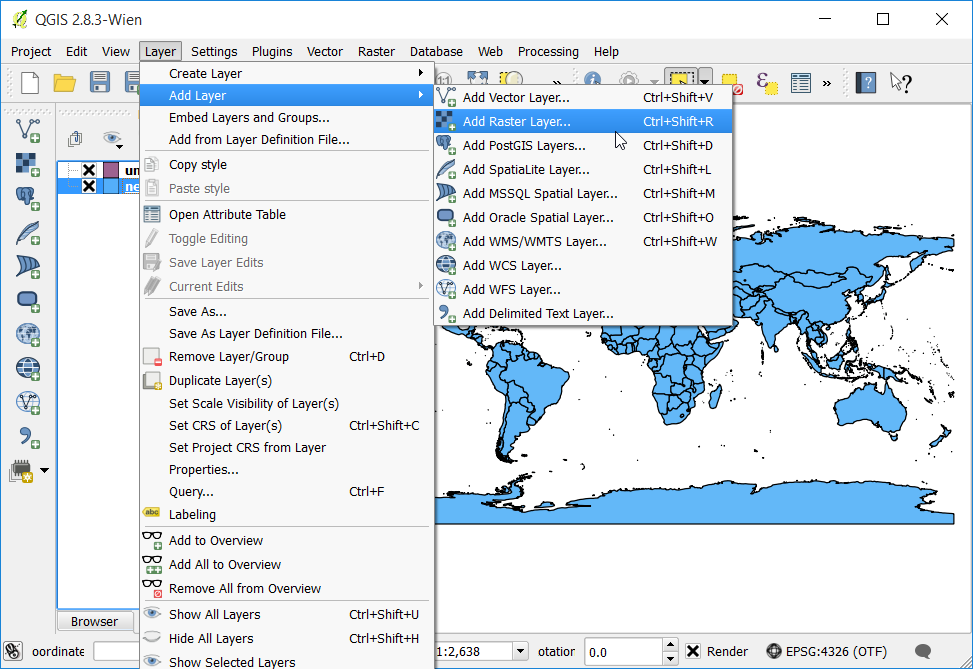 QGIS 2.8.3-Wien
Project Edit View Layer Settings Plugins Vector Raster Database Web Processing Help
Create Layer
Add Layer
Embed Layers and Groups...
Add from Layer Definition File...
Copy style
Paste style
Open Attribute Table
Toggle Editing
Save Layer Edits
Current Edits
Save As...
Save As Layer Definition File...
Remove Layer/Group Ctrl+D
Duplicate Layer(s)
Set Scale Visibility of Layer(s)
Set CRS of Layer(s) Ctrl+Shift+C
Set Project CRS from Layer
Properties...
Query... Ctrl+F
abc Labeling
Add to Overview
Add All to Overview
Remove All from Overview
Show All Layers Ctrl+Shift+U
Hide All Layers Ctrl+Shift+H
Show Selected Layers
Add Vector Layer... Ctrl+Shift+V
Add Raster Layer... Ctrl+Shift+R
Add PostGIS Layers... Ctrl+Shift+D
Add SpatiaLite Layer... Ctrl+Shift+L
Add MSSQL Spatial Layer... Ctrl+Shift+M
Add Oracle Spatial Layer... Ctrl+Shift+O
Add WMS/WMTS Layer... Ctrl+Shift+W
Add WCS Layer...
Add WFS Layer...
Add Delimited Text Layer...
un
ne
Browser
oordinate 1:2,638 otation 0.0 Render EPSG:4326 (OTF)